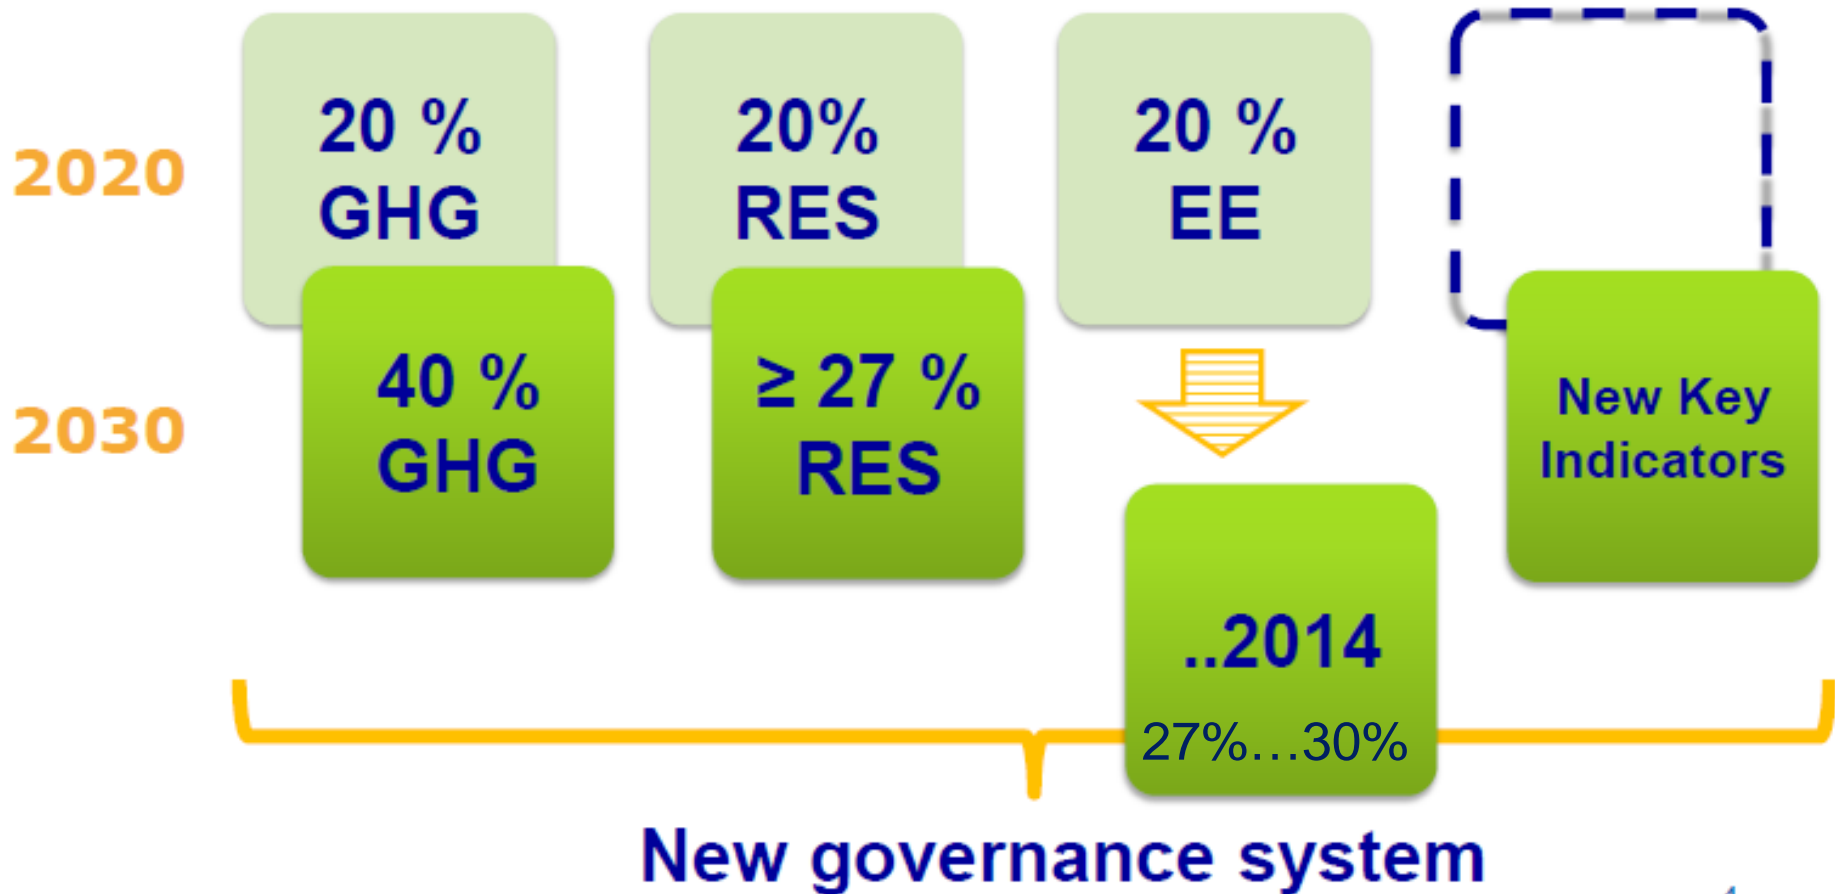 2020
20 %
GHG
20%
RES
20 %
EE
2030
40 %
GHG
≥ 27 %
RES
New Key
Indicators
..2014
27%...30%
New governance system